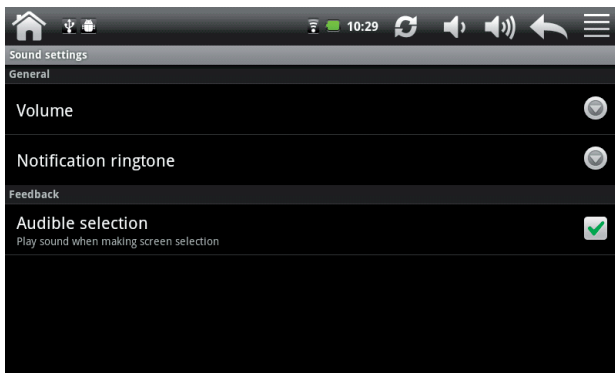 10:29
Sound settings
General
Volume
Notification ringtone
Feedback
Audible selection
Play sound when making screen selection